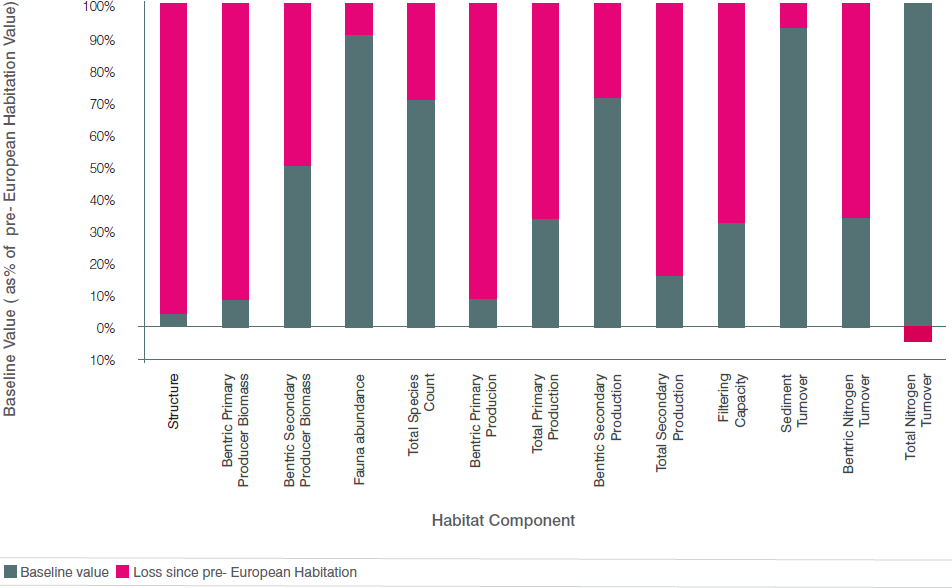 Baseline Value ( as% of pre- European Habitation Value)
100%
90%
80%
70%
60%
50%
40%
30%
20%
10%
0%
10%
Structure
Bentric Primary
Producer Biomass
Bentric Secondary
Producer Biomass
Fauna abundance
Total Species
Count
Bentric Primary
Producion
Total Primary
Production
Bentric Secondary
Production
Total Secondary
Production
Filtering
Capacity
Sediment
Turnover
Bentric Nitrogen
Turnover
Total Nitrogen
Turnover
Habitat Component
Baseline value
Loss since pre- European Habitation